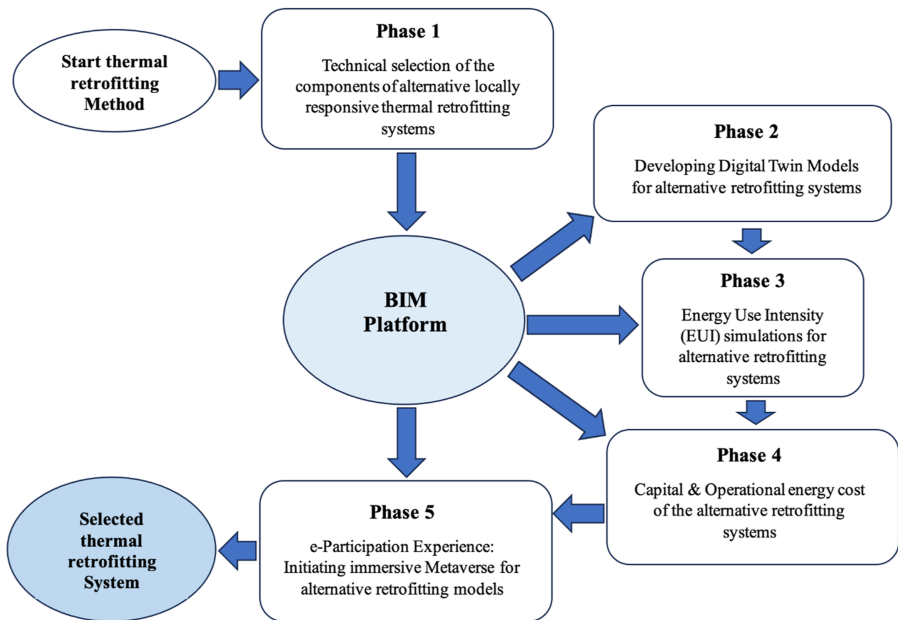 Start thermal
retrofitting
Method
Phase 1
Technical selection of the
components of alternative locally
responsive thermal retrofitting
systems
Phase 2
Developing Digital Twin Models
for alternative retrofitting systems
BIM
Platform
Phase 3
Energy Use Intensity
(EUI) simulations for
alternative retrofitting
systems
Phase 4
Capital & Operational energy cost
of the alternative retrofitting
systems
Phase 5
e-Participation Experience:
Initiating immersive Metaverse for
alternative retrofitting models
Selected
thermal
retrofitting
System